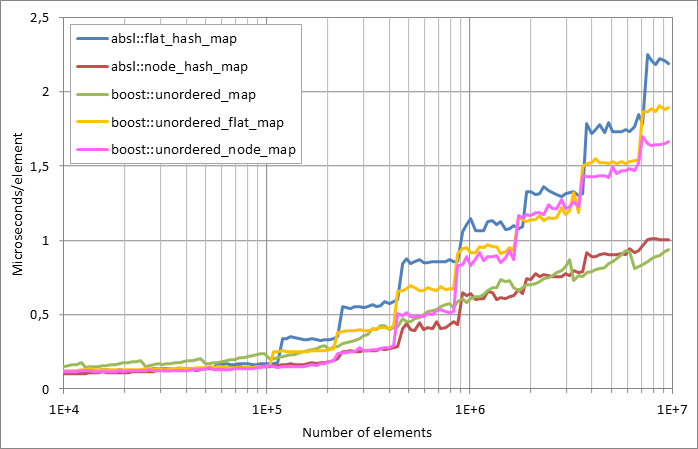 2,5
2
1,5
1
0,5
0
Microseconds/element
absl::flat_hash_map
absl::node_hash_map
boost::unordered_map
boost::unordered_flat_map
boost::unordered_node_map
1E+4
1E+5
1E+6
1E+7
Number of elements